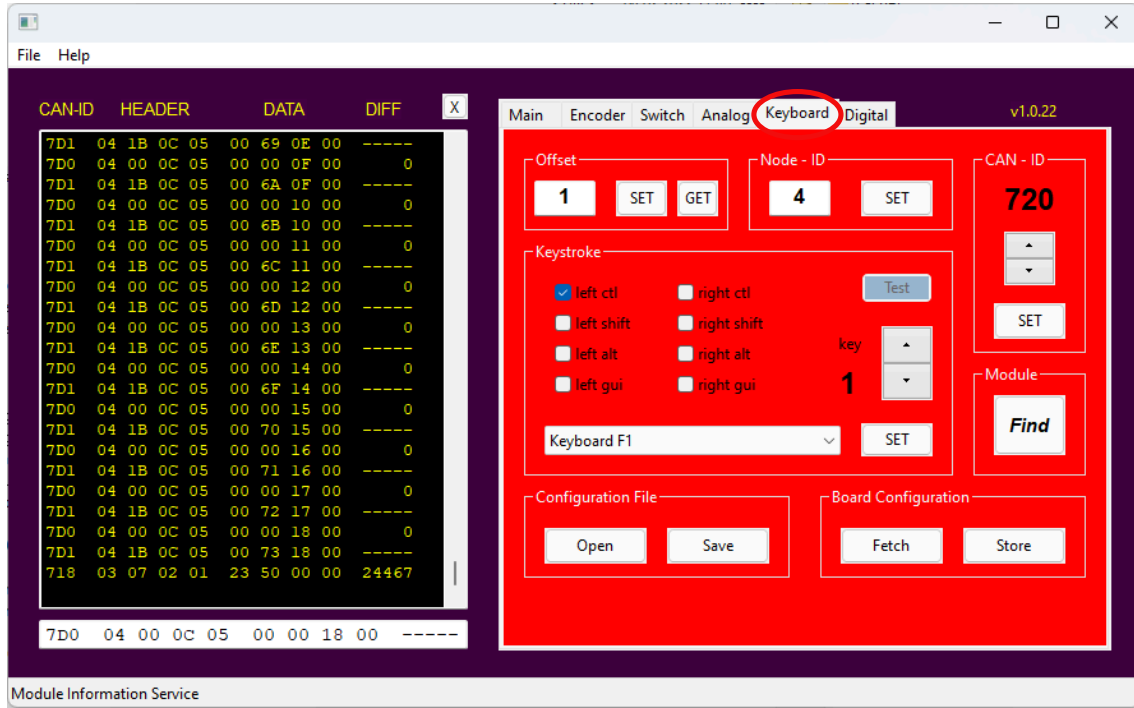 File Help
CAN-ID HEADER DATA DIFF X
7D1 04 1B 0C 05 00 69 0E 00 -----
7D0 04 00 00 0C 05 00 00 0F 00 0
7D1 04 1B 0C 05 00 6A 0F 00 -----
7D0 04 00 0C 05 00 00 10 00 0
7D1 04 1B 0C 05 00 6B 10 00 -----
7D0 04 00 0C 05 00 00 11 00 0
7D1 04 1B 0C 05 00 6C 11 00 -----
7D0 04 00 0C 05 00 00 12 00 0
7D1 04 1B 0C 05 00 6D 12 00 -----
7D0 04 00 0C 05 00 00 13 00 0
7D1 04 1B 0C 05 00 6E 13 00 -----
7D0 04 00 0C 05 00 00 14 00 0
7D1 04 1B 0C 05 00 6F 14 00 -----
7D0 04 00 0C 05 00 00 15 00 0
7D1 04 1B 0C 05 00 70 15 00 -----
7D0 04 00 0C 05 00 00 16 00 0
7D1 04 1B 0C 05 00 71 16 00 -----
7D0 04 00 0C 05 00 00 17 00 0
7D1 04 1B 0C 05 00 72 17 00 -----
7D0 04 00 0C 05 00 00 18 00 0
7D1 04 1B 0C 05 00 73 18 00 -----
718 03 07 02 01 23 50 00 00 24467
7D0 04 00 0C 05 00 00 18 00 -----
Main Encoder Switch Analog Keyboard Digital v1.0.22
Offset
1 SET GET
Node - ID
4 SET
CAN - ID
720
SET
Keystroke
left ctl right ctl Test
left shift right shift
left alt right alt key
left gui right gui 1
Keyboard F1 SET
Module
Find
Configuration File
Open Save
Board Configuration
Fetch Store
Module Information Service